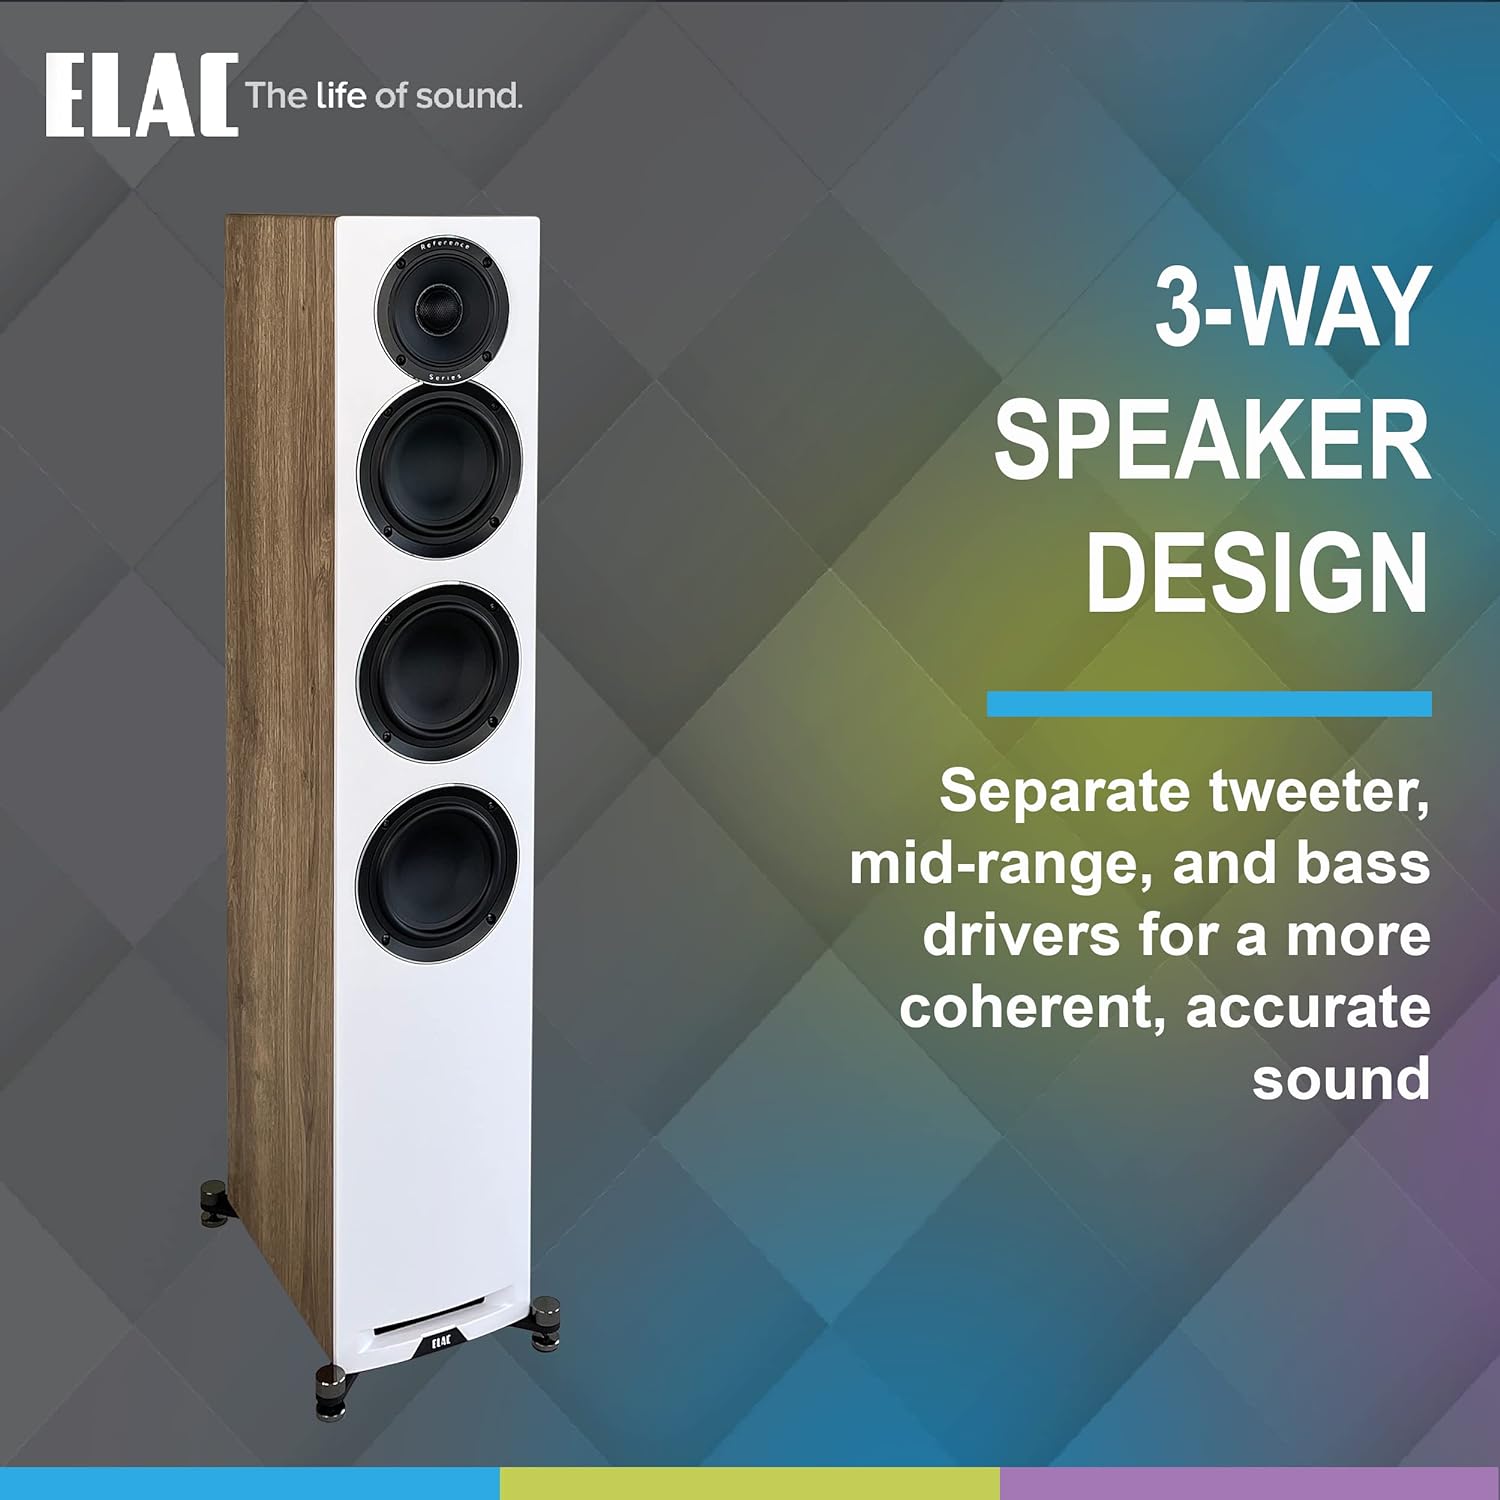 ELAC The life of sound.
Reference
Series
ELAC
3-WAY
SPEAKER
DESIGN
Separate tweeter,
mid-range, and bass
drivers for a more
coherent, accurate
sound